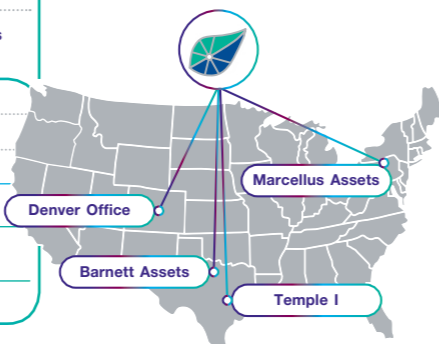 s
Marcellus Assets
Denver Office
Barnett Assets
Temple I